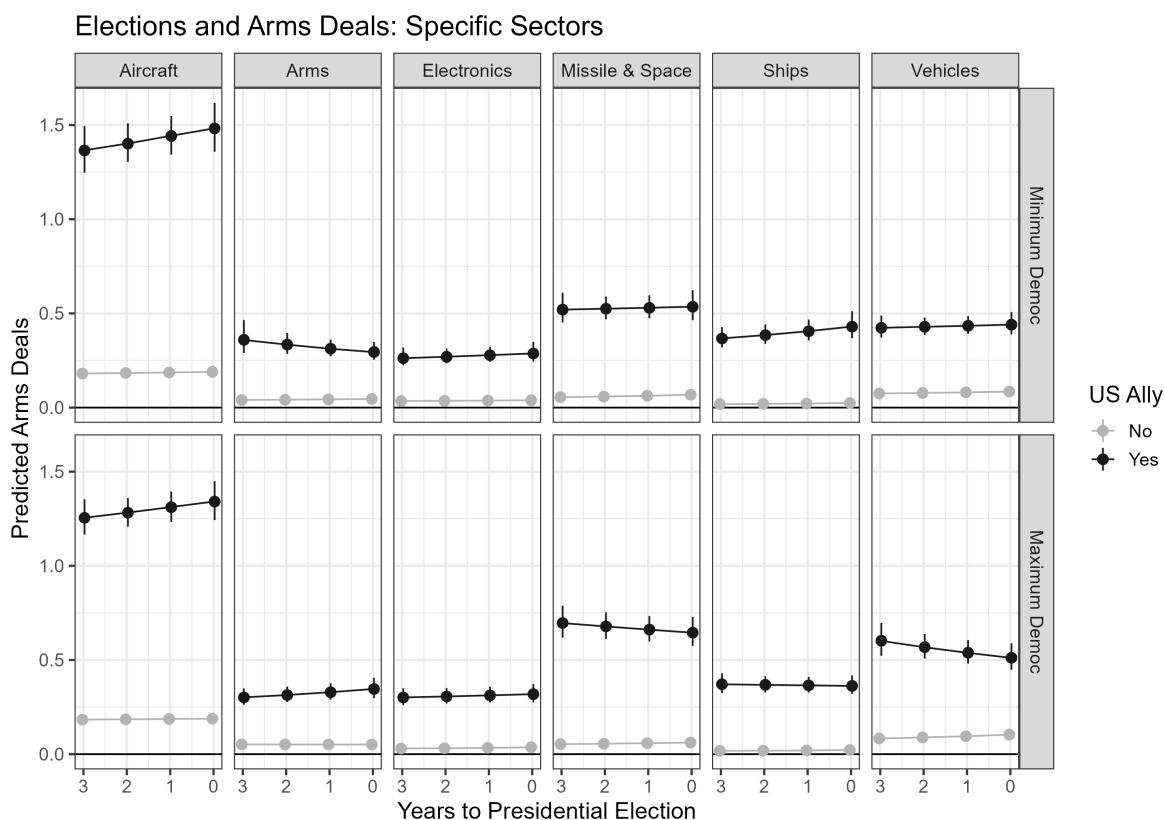 Elections and Arms Deals: Specific Sectors
Aircraft
Arms
Electronics
Missile & Space
Ships
Vehicles
Predicted Arms Deals
1.5
1.0
0.5
0.0
Minimum Democ
1.5
1.0
0.5
0.0
Maximum Democ
3 2 1 0
3 2 1 0
3 2 1 0
3 2 1 0
3 2 1 0
3 2 1 0
Years to Presidential Election
US Ally
No
Yes